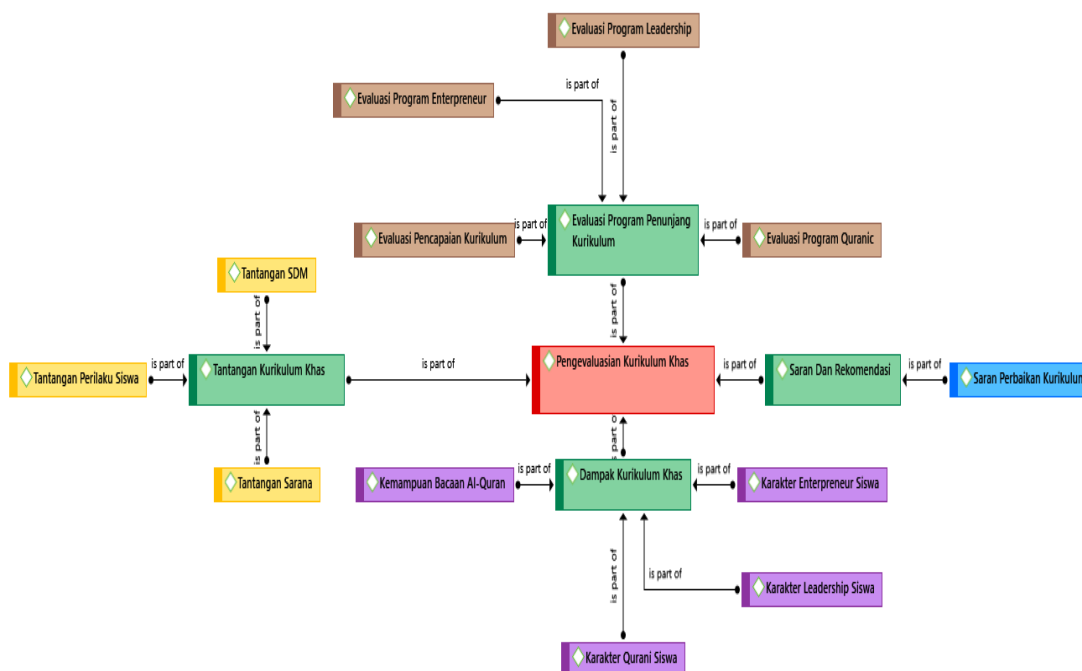 Evaluasi Program Leadership
is part of
Evaluasi Program Enterpreneur
is part of
Evaluasi Program Penunjang
Kurikulum
Evaluasi Pencapaian Kurikulum
is part of
is part of
Evaluasi Program Quranic
Tantangan SDM
is part of
is part of
Tantangan Perilaku Siswa
is part of
Tantangan Kurikulum Khas
is part of
Pengevaluasian Kurikulum Khas
is part of
Saran Dan Rekomendasi
is part of
Saran Perbaikan Kurikulum
is part of
Tantangan Sarana
is part of
Kemampuan Bacaan Al-Quran
is part of
Dampak Kurikulum Khas
is part of
Karakter Enterpreneur Siswa
is part of
is part of
Karakter Leadership Siswa
Karakter Qurani Siswa